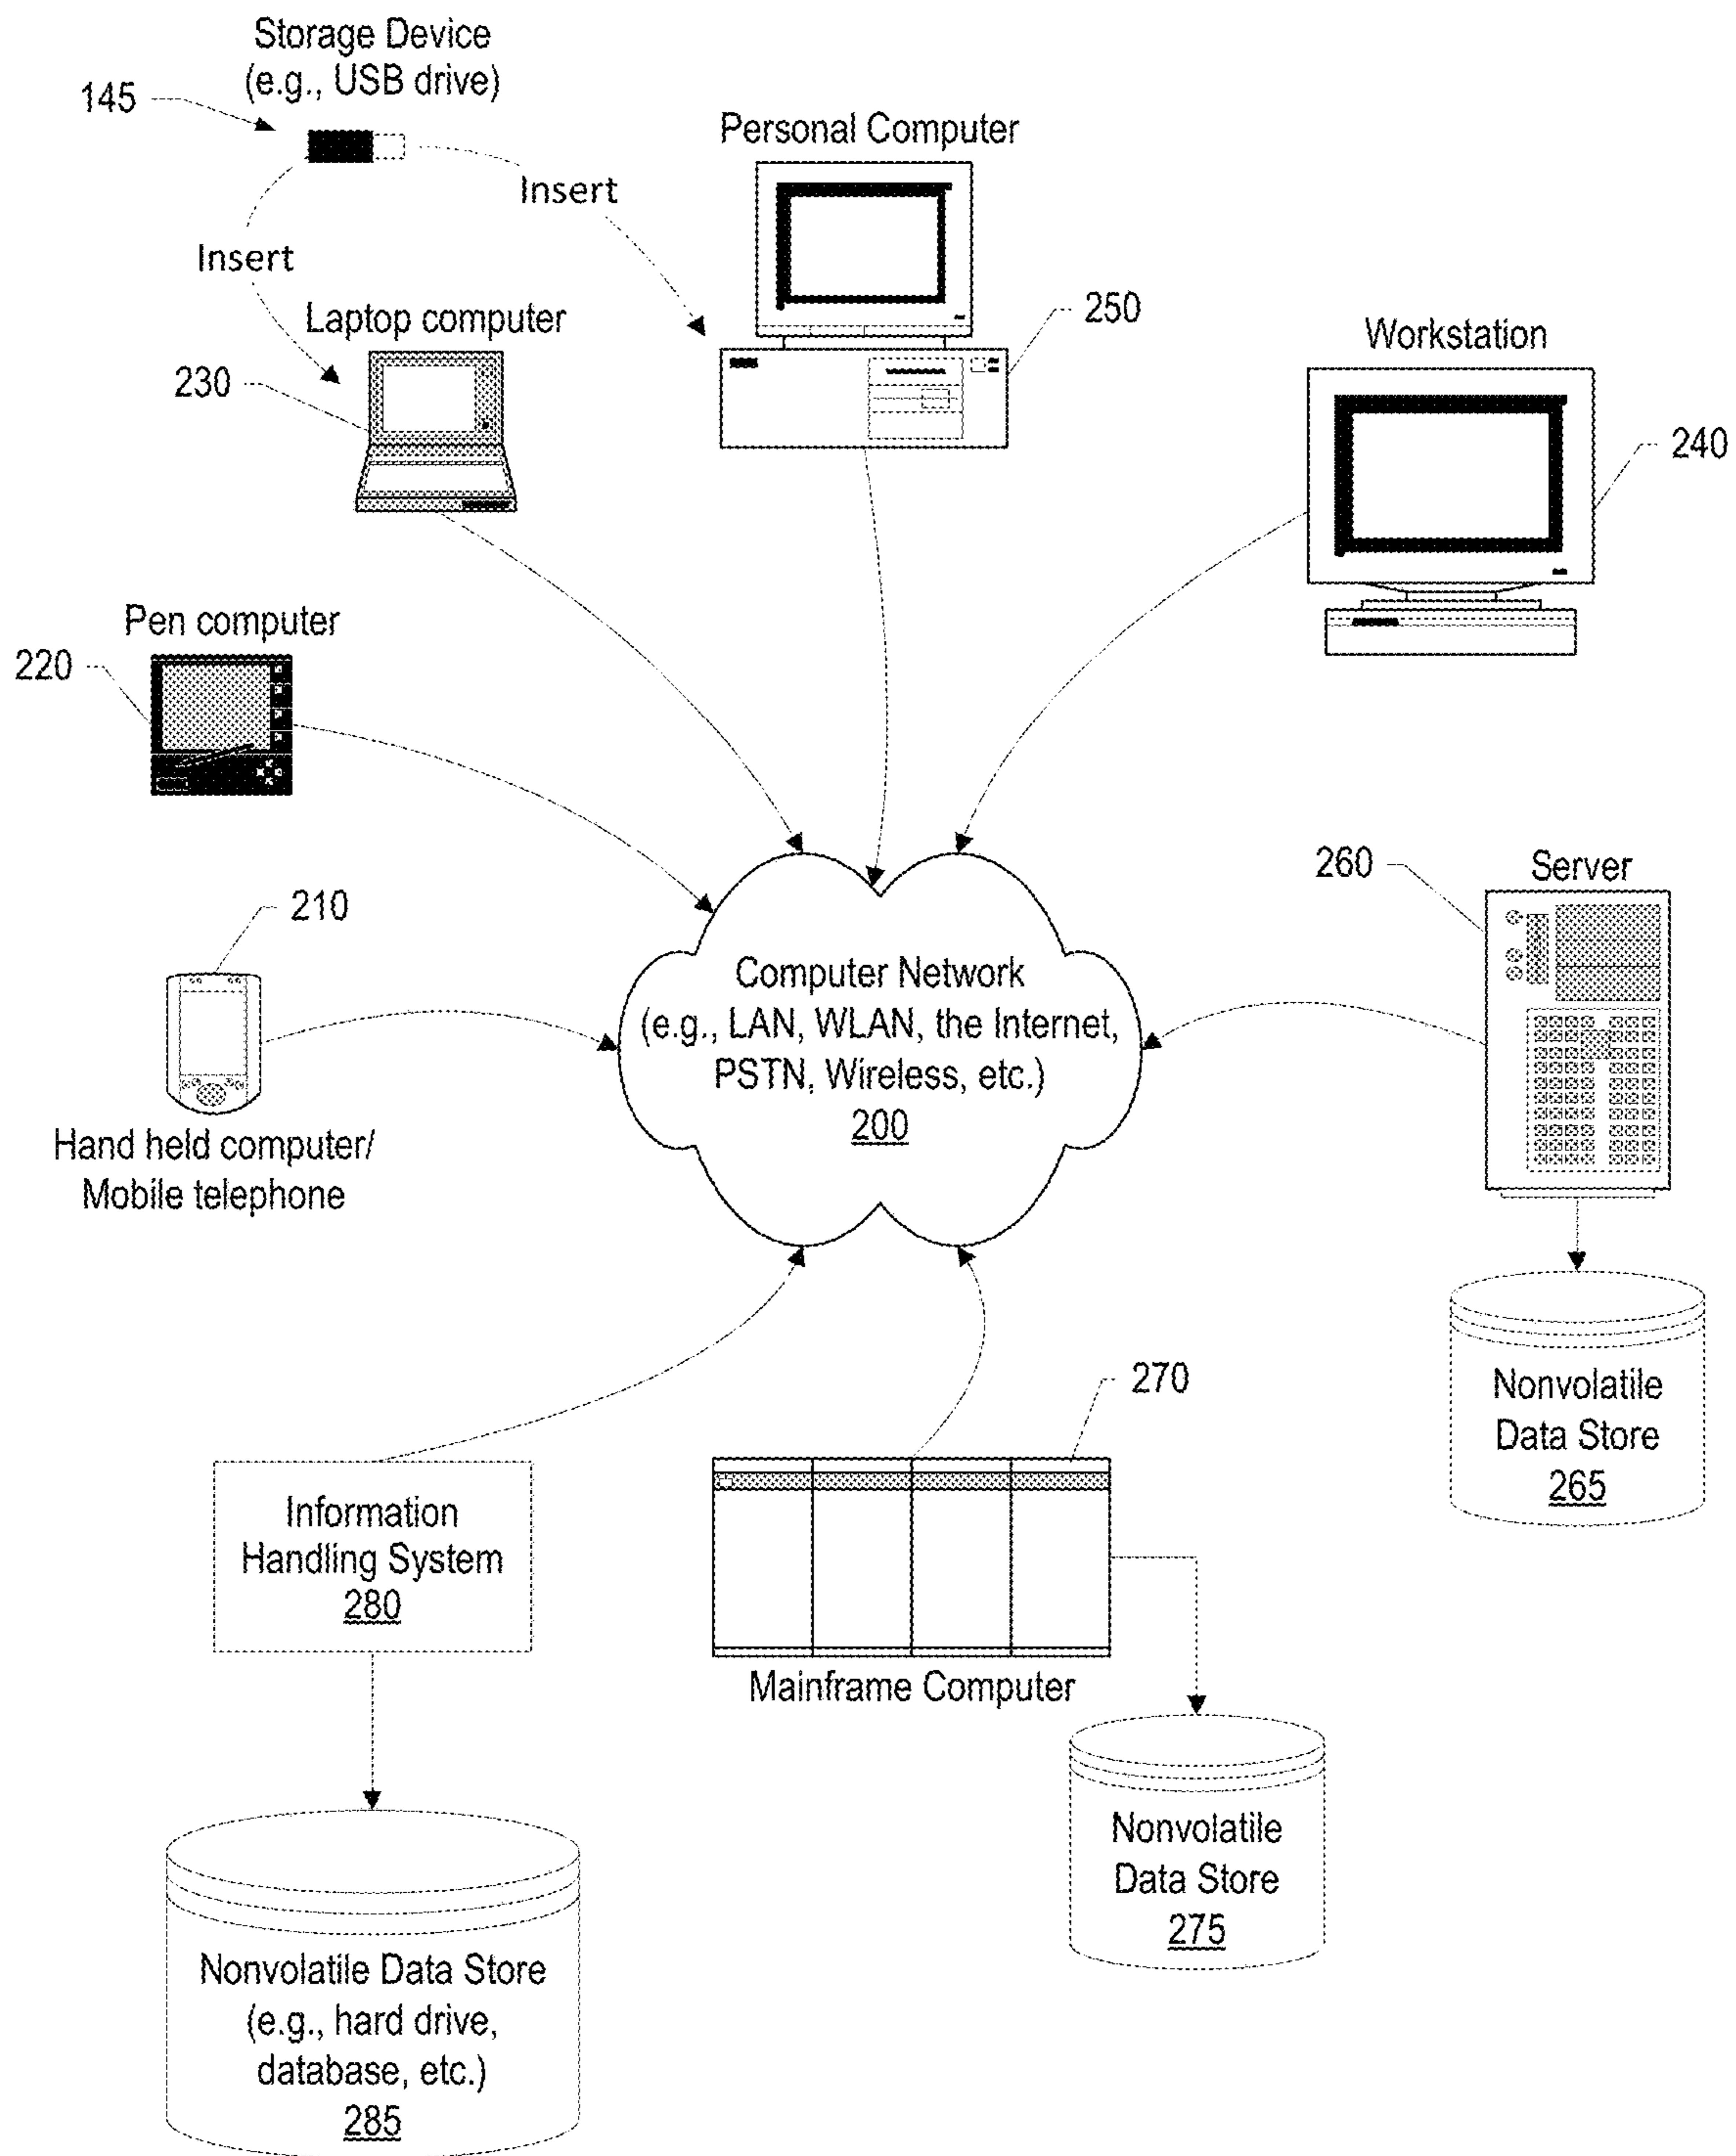 Storage Device
(e.g., USB drive)
145
Insert
Insert
Personal Computer
250
Laptop computer
230
Workstation
240
Pen computer
220
210
Hand held computer/
Mobile telephone
Computer Network
(e.g., LAN, WLAN, the Internet,
PSTN, Wireless, etc.)
200
260
Server
Nonvolatile
Data Store
265
270
Mainframe Computer
Nonvolatile
Data Store
275
Information
Handling System
280
Nonvolatile Data Store
(e.g., hard drive,
database, etc.)
285